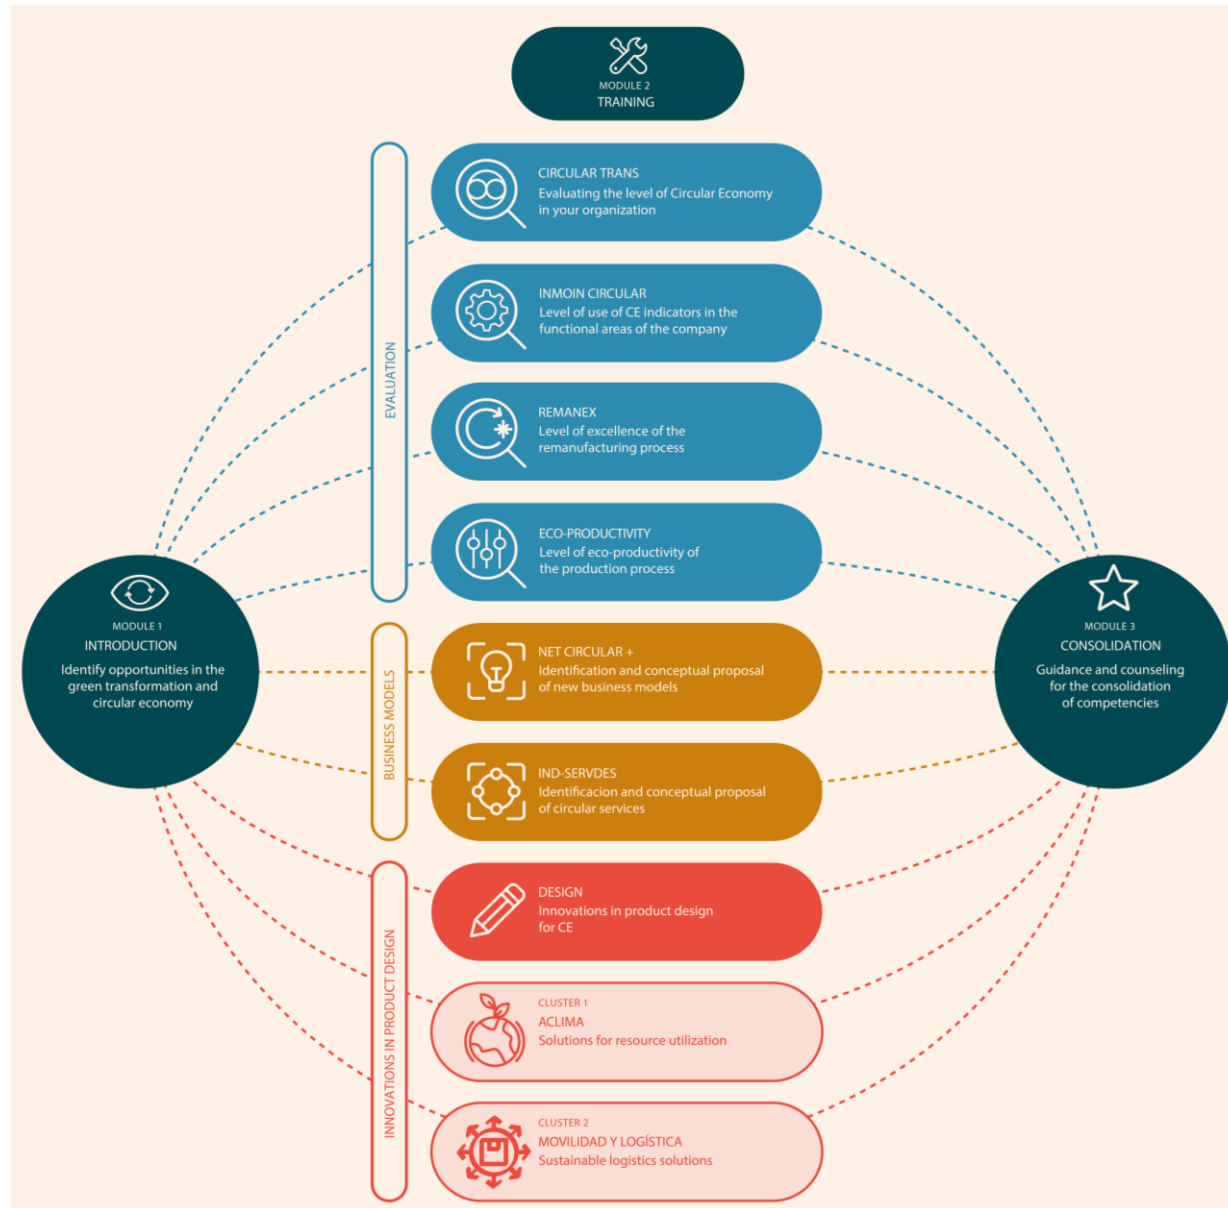 MODULE 2
TRAINING
EVALUATION
CIRCULAR TRANS
Evaluating the level of Circular Economy
in your organization
INMOIN CIRCULAR
Level of use of CE indicators in the
functional areas of the company
REMANEX
Level of excellence of the
remanufacturing process
ECO-PRODUCTIVITY
Level of eco-productivity of
the production process
MODULE 1
INTRODUCTION
Identify opportunities in the
green transformation and
circular economy
BUSINESS MODELS
NET CIRCULAR +
Identification and conceptual proposal
of new business models
IND-SERVDES
Identificacion and conceptual proposal
of circular services
MODULE 3
CONSOLIDATION
Guidance and counseling
for the consolidation
of competencies
INNOVATIONS IN PRODUCT DESIGN
DESIGN
Innovations in product design
for CE
CLUSTER 1
ACLIMA
Solutions for resource utilization
CLUSTER 2
MOVILIDAD Y LOGÍSTICA
Sustainable logistics solutions